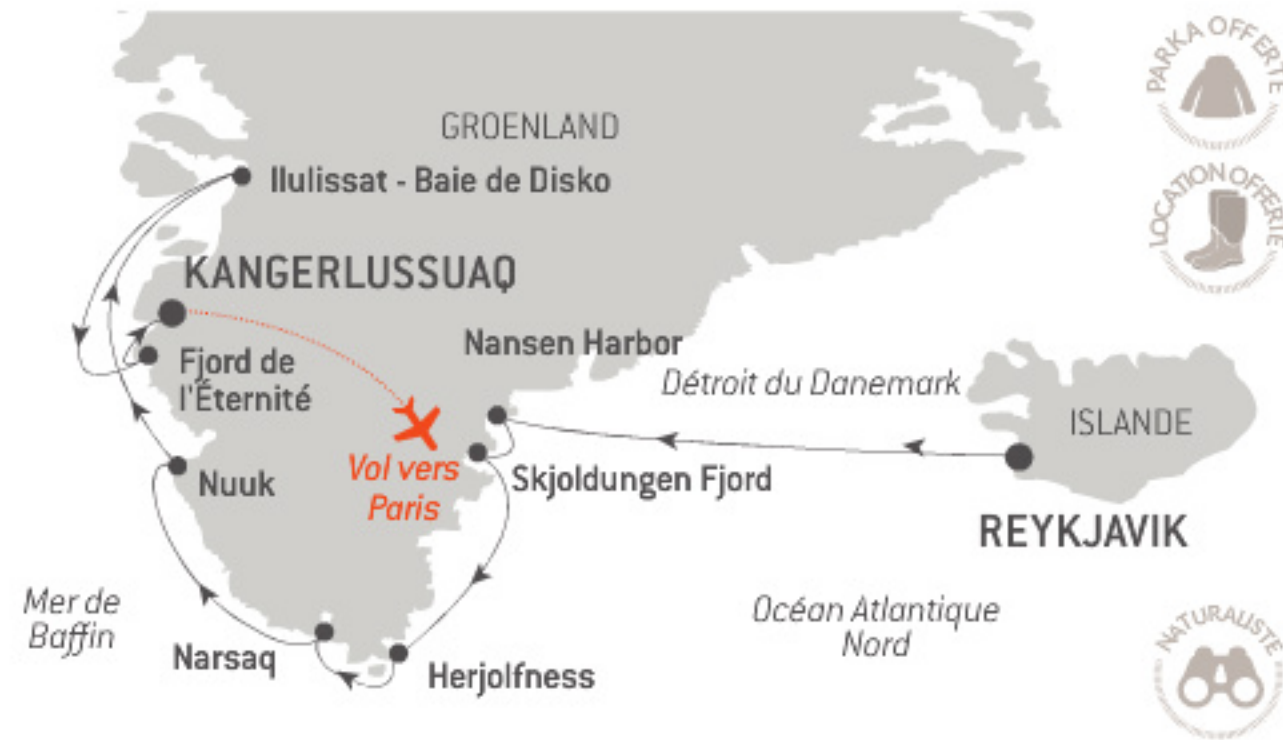 PARKA OFFERTE
GROENLAND
Ilulissat - Baie de Disko
LOCATION OFFERTE
KANGERLUSSUAQ
Nansen Harbor
Fjord de
l'Éternité
Détroit du Danemark
ISLANDE
Vol vers
Paris
Skjoldungen Fjord
Nuuk
REYKJAVIK
Mer de
Baffin
Océan Atlantique
Nord
Narsaq
Herjolfness
NATURALISTE